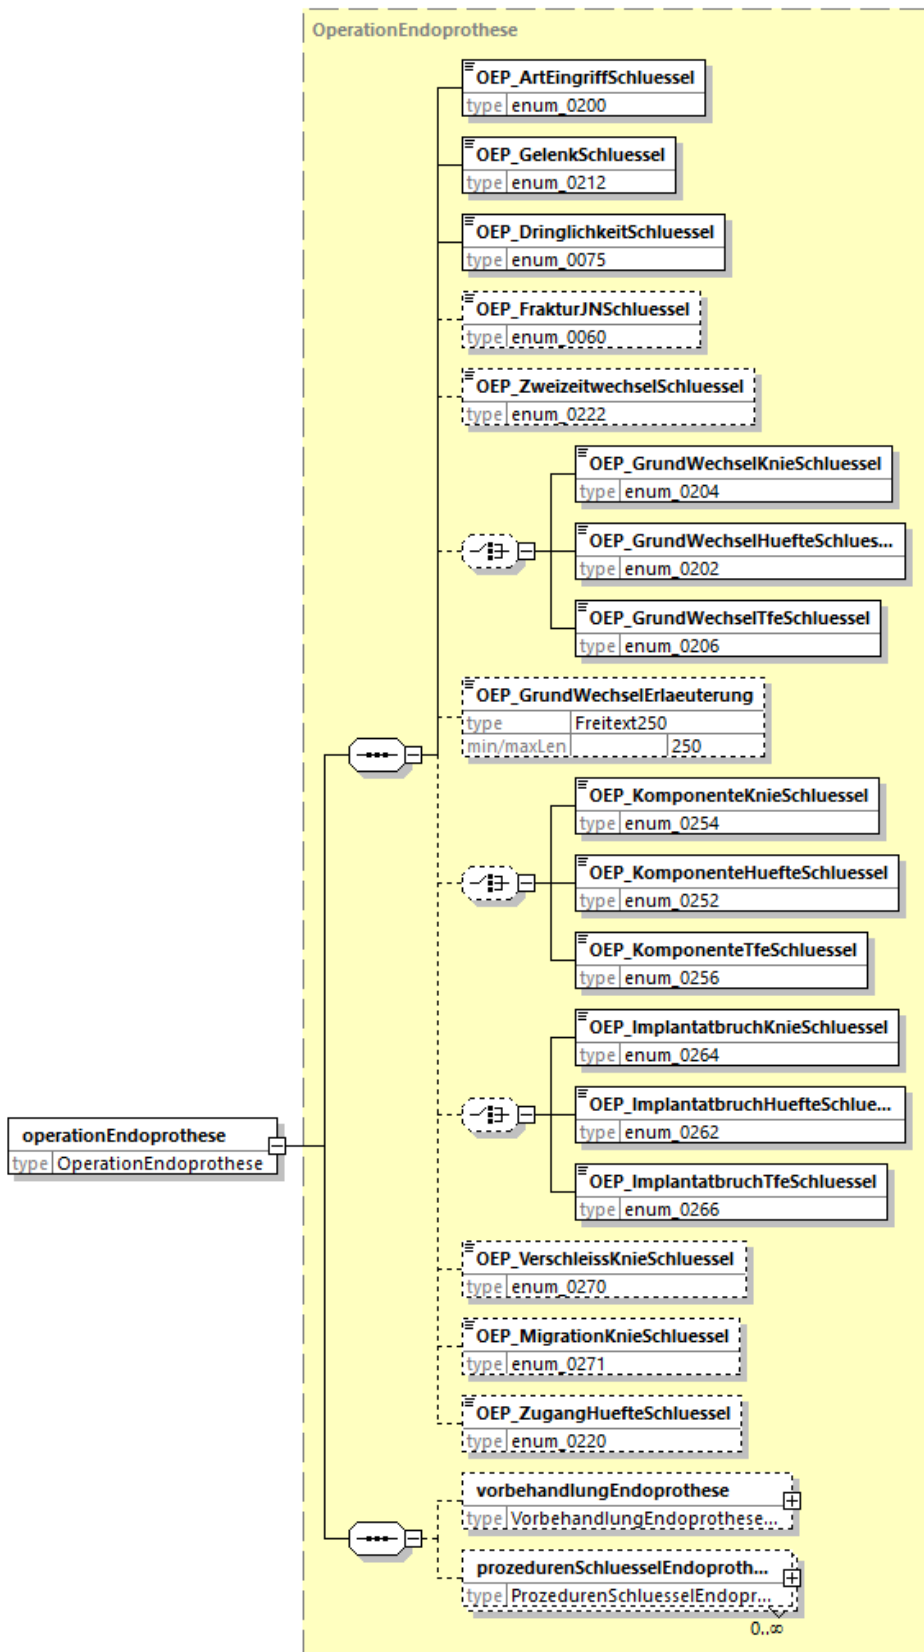 OperationEndoprothese
OEP_ArtEingriffSchluessel
type enum_0200
OEP_GelenkSchluessel
type enum_0212
OEP_DringlichkeitSchluessel
type enum_0075
OEP_FrakturJNSchluessel
type enum_0060
OEP_ZweizeitwechselSchluessel
type enum_0222
OEP_GrundWechselKnieSchluessel
type enum_0204
OEP_GrundWechselHuefteSchlues...
type enum_0202
OEP_GrundWechselTfeSchluessel
type enum_0206
OEP_GrundWechselErlaeuterung
type Freitext250
min/maxLen 250
OEP_KomponenteKnieSchluessel
type enum_0254
OEP_KomponenteHuefteSchluessel
type enum_0252
OEP_KomponenteTfeSchluessel
type enum_0256
OEP_ImplantatbruchKnieSchluessel
type enum_0264
OEP_ImplantatbruchHuefteSchlue...
type enum_0262
OEP_ImplantatbruchTfeSchluessel
type enum_0266
operationEndoprothese
type OperationEndoprothese
OEP_VerschleissKnieSchluessel
type enum_0270
OEP_MigrationKnieSchluessel
type enum_0271
OEP_ZugangHuefteSchluessel
type enum_0220
vorbehandlungEndoprothese
type VorbehandlungEndoprothese...
prozedurenSchluesselEndoproth...
type ProzedurenSchluesselEndopr...
0..∞